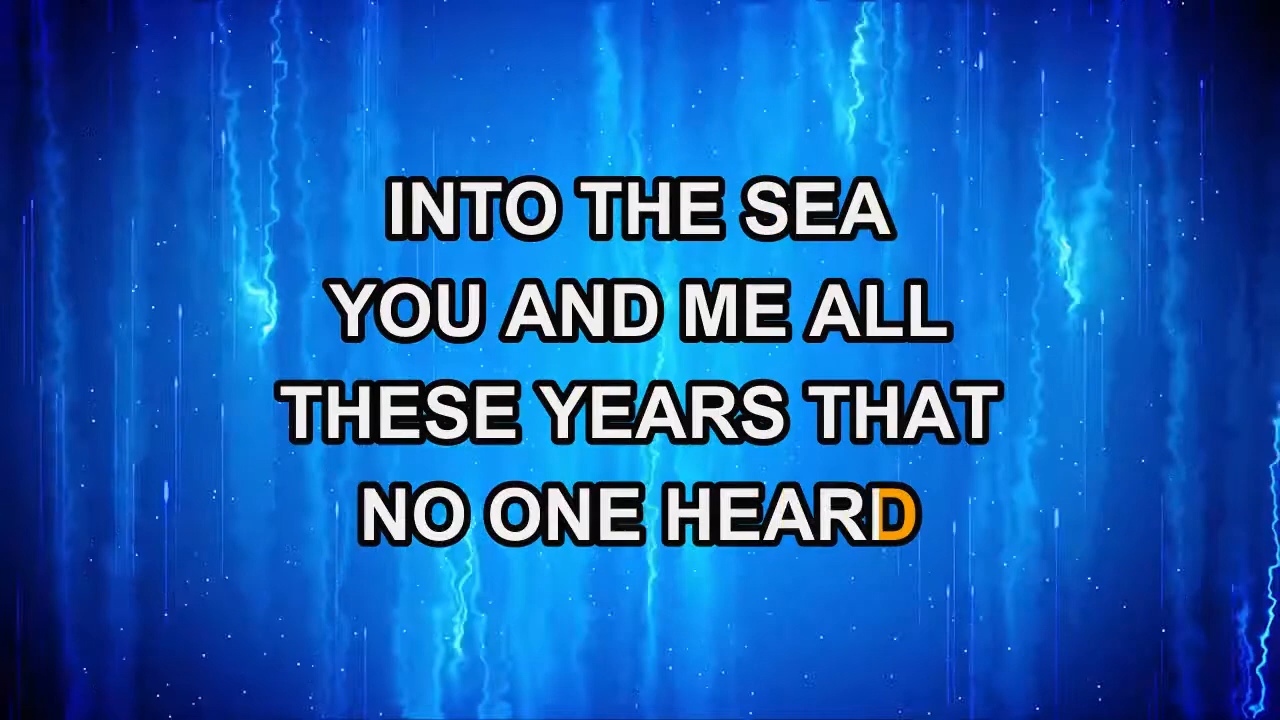 INTO THE SEA
YOU AND ME ALL
THESE YEARS THAT
NO ONE HEARD